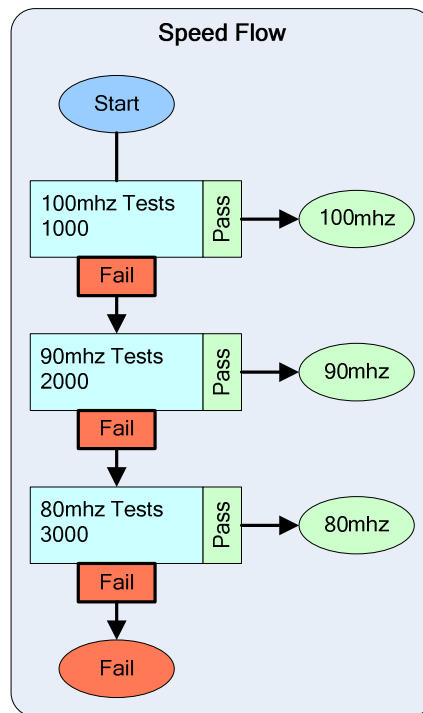 Speed Flow
Start
100mhz Tests
1000
Pass
100mhz
Fail
90mhz Tests
2000
Pass
90mhz
Fail
80mhz Tests
3000
Pass
80mhz
Fail
Fail